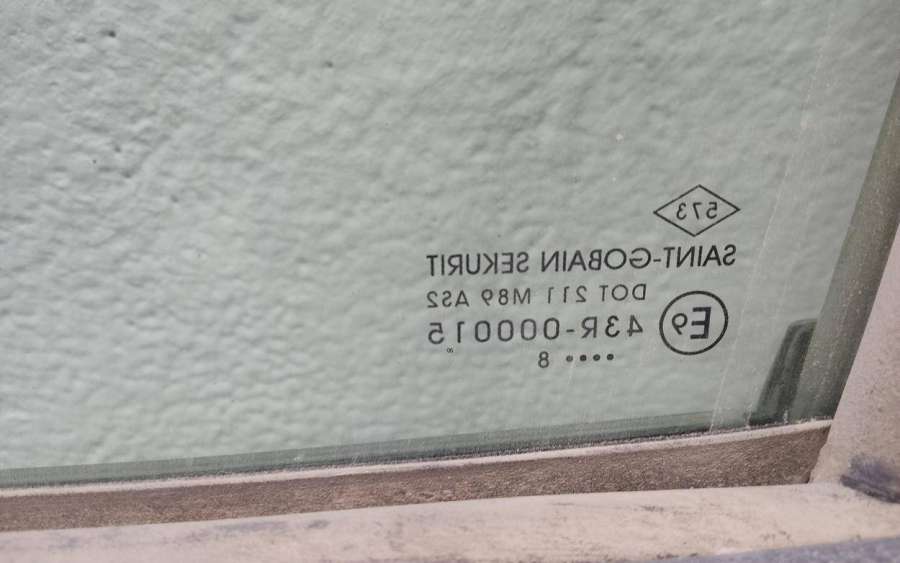 573
SAINT-GOBAIN SEKURIT
DOT 211 M89 AS2
E9 43R-000015
∞
•••• 8